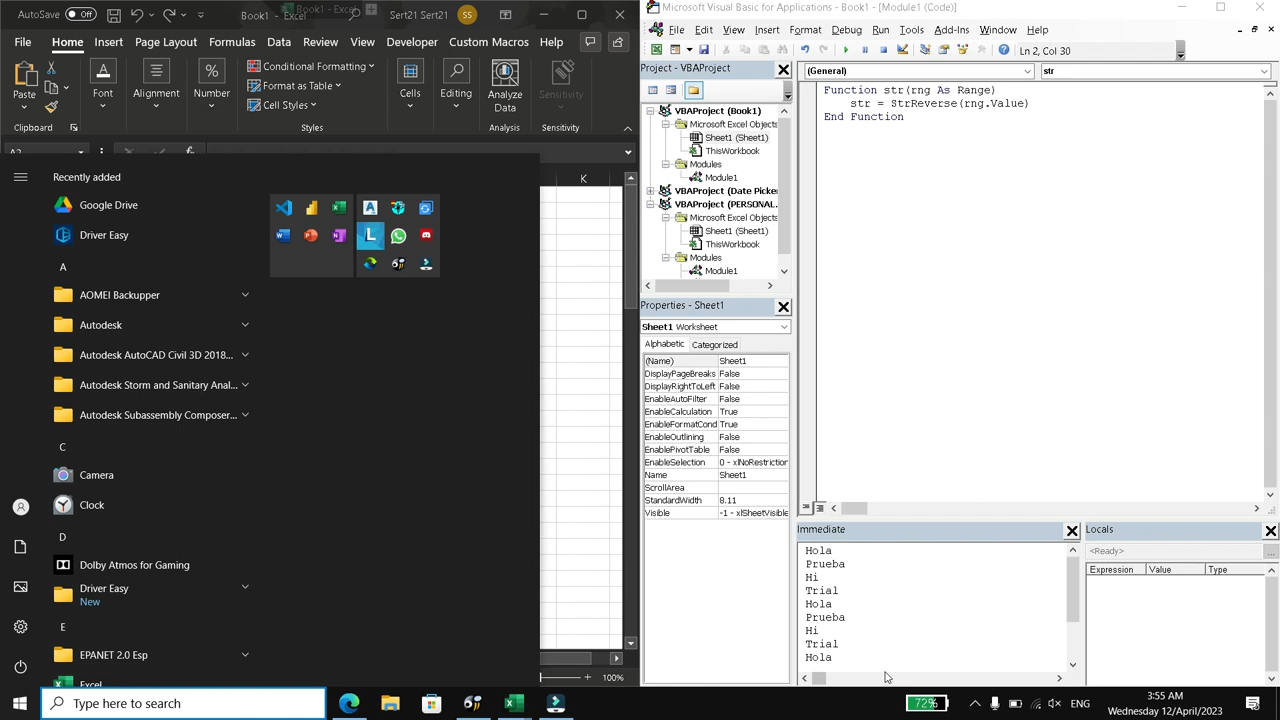 AutoSave Off
Book1 - Excel
Book1 - Excel
Sert21 Sert21
SS
File
Home
Insert
Page Layout
Formulas
Data
Review
View
Developer
Custom Macros
Help
Paste
Clipboard
Font
Alignment
Number
Conditional Formatting
Format as Table
Cell Styles
Styles
Cells
Editing
Analyze
Data
Analysis
Sensitivity
Sensitivity
K
100%
Recently added
Google Drive
Driver Easy
A
AOMEI Backupper
Autodesk
Autodesk AutoCAD Civil 3D 2018...
Autodesk Storm and Sanitary Anal...
Autodesk Subassembly Composer...
C
Camera
Clock
D
Dolby Atmos for Gaming
Driver Easy
New
E
EPANET 2.0 Esp
Excel
Type here to search
Microsoft Visual Basic for Applications - Book1 - [Module1 (Code)]
File
Edit
View
Insert
Format
Debug
Run
Tools
Add-Ins
Window
Help
Ln 2, Col 30
Project - VBAProject
VBAProject (Book1)
Microsoft Excel Objects
Sheet1 (Sheet1)
ThisWorkbook
Modules
Module1
VBAProject (Date Picke
VBAProject (PERSONAL.
Microsoft Excel Objects
Sheet1 (Sheet1)
ThisWorkbook
Modules
Module1
Properties - Sheet1
Sheet1 Worksheet
Alphabetic
Categorized
(Name) Sheet1
DisplayPageBreaks False
DisplayRightToLeft False
EnableAutoFilter False
EnableCalculation True
EnableFormatCond True
EnableOutlining False
EnablePivotTable False
EnableSelection 0 - xlNoRestriction
Name Sheet1
ScrollArea
StandardWidth 8.11
Visible -1 - xlSheetVisible
(General)
str
Function str(rng As Range)
str = StrReverse(rng.Value)
End Function
Immediate
Hola
Prueba
Hi
Trial
Hola
Prueba
Hi
Trial
Hola
Locals
<Ready>
Expression
Value
Type
72%
ENG
3:55 AM
Wednesday 12/April/2023